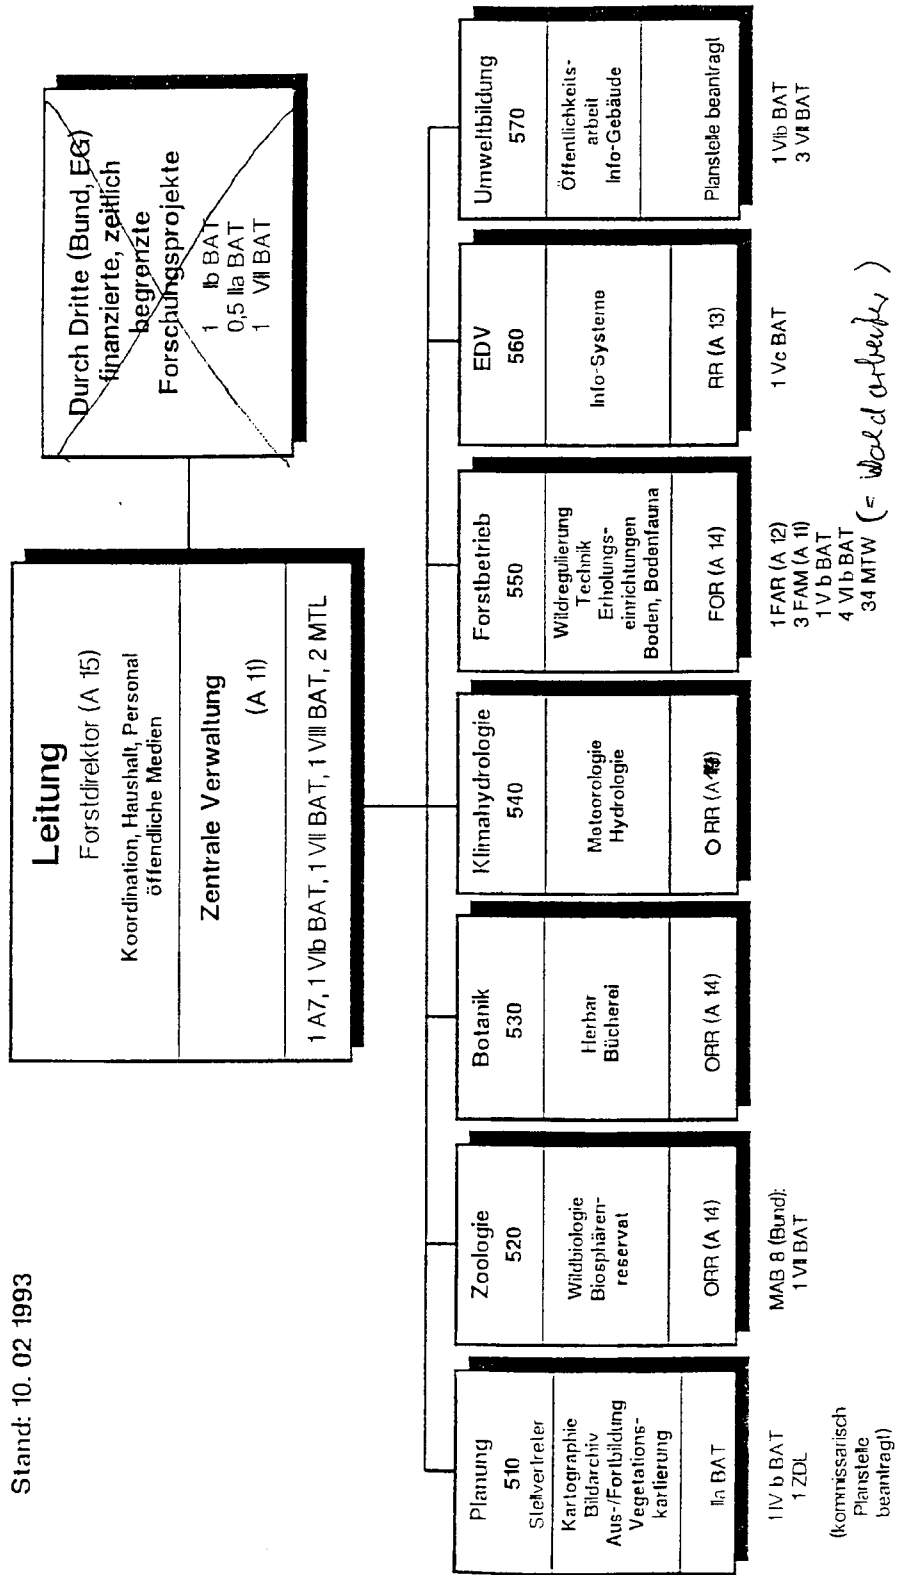 Stand: 10. 02 1993
Leitung
Forstdirektor (A 15)
Koordination, Haushalt, Personal
öffendliche Medien
Zentrale Verwaltung
(A 11)
1 A7, 1 VIb BAT, 1 VII BAT, 1 VIII BAT, 2 MTL
Durch Dritte (Bund, EG)
finanzierte, zeitlich
begrenzte
Forschungsprojekte
1 Ib BAT
0,5 IIa BAT
1 VII BAT
Planung
510
Stellvertreter
Kartographie
Bildarchiv
Aus-/Fortbildung
Vegetations-
kartierung
IIa BAT
1 IV b BAT
1 ZDL
(kommissarisch
Planstelle
beantragt)
Zoologie
520
Wildbiologie
Biosphären-
reservat
ORR (A 14)
MAB 8 (Bund):
1 VII BAT
Botanik
530
Herbar
Bücherei
ORR (A 14)
Klimahydrologie
540
Motoorologie
Hydrologie
O RR (A
Forstbetrieb
550
Wildregulierung
Technik
Erholungs-
einrichtungen
Boden, Bodenfauna
FOR (A 14)
1 FAR (A 12)
3 FAM (A 11)
1 V b BAT
4 VI b BAT
34 MTW (= Waldarbeiter)
EDV
560
Info-Systeme
RR (A 13)
1 Vc BAT
Umweltbildung
570
Öffentlichkeits-
arbeit
Info-Gebäude
Planstelle beantragt
1 VIb BAT
3 VII BAT